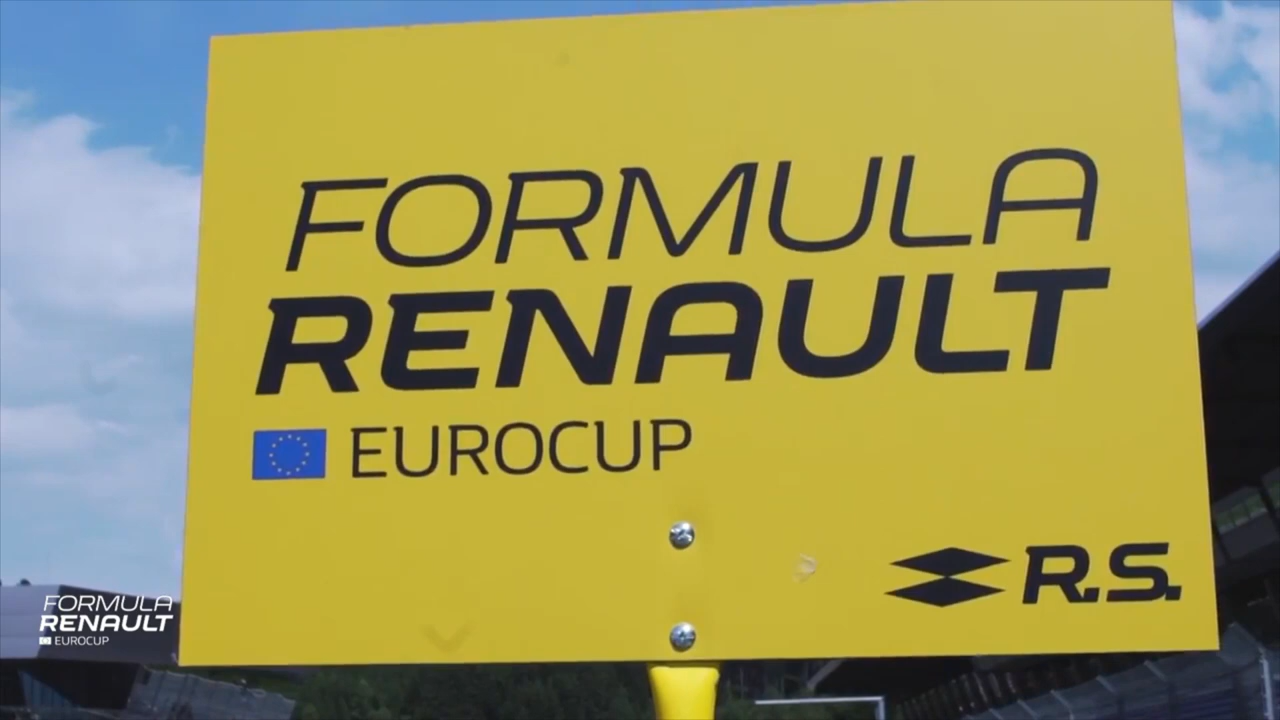 FORMULA
RENAULT
EUROCUP
R.S.
FORMULA
RENAULT
EUROCUP